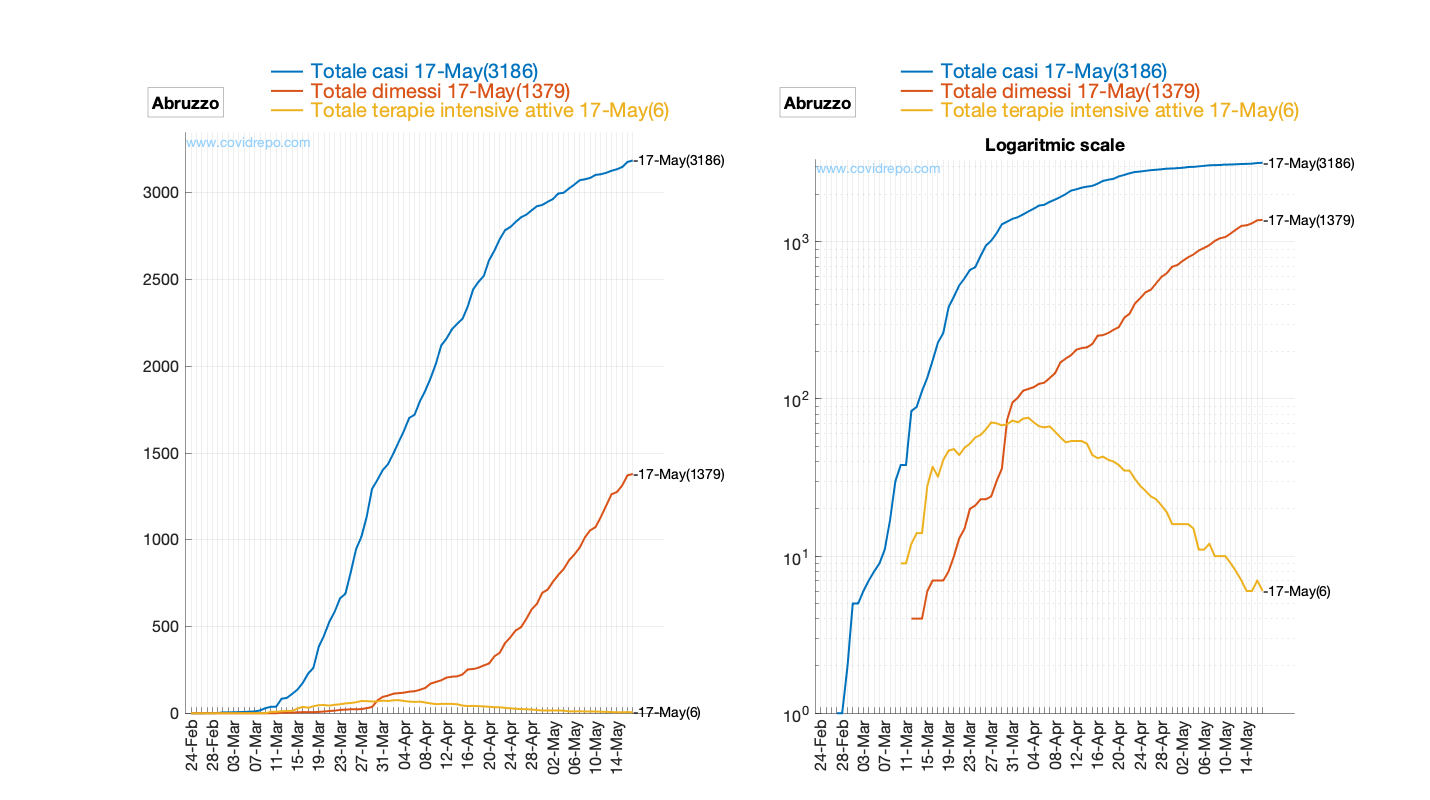 Totale casi 17-May(3186)
Totale dimessi 17-May(1379)
Totale terapie intensive attive 17-May(6)
Abruzzo
www.covidrepo.com
-17-May(3186)
3000
2500
2000
1500
-17-May(1379)
1000
500
0
-17-May(6)
24-Feb
28-Feb
03-Mar
07-Mar
11-Mar
15-Mar
19-Mar
23-Mar
27-Mar
31-Mar
04-Apr
08-Apr
12-Apr
16-Apr
20-Apr
24-Apr
28-Apr
02-May
06-May
10-May
14-May
Totale casi 17-May(3186)
Totale dimessi 17-May(1379)
Totale terapie intensive attive 17-May(6)
Abruzzo
Logaritmic scale
www.covidrepo.com
-17-May(3186)
-17-May(1379)
10^3
10^2
10^1
-17-May(6)
10^0
24-Feb
28-Feb
03-Mar
07-Mar
11-Mar
15-Mar
19-Mar
23-Mar
27-Mar
31-Mar
04-Apr
08-Apr
12-Apr
16-Apr
20-Apr
24-Apr
28-Apr
02-May
06-May
10-May
14-May